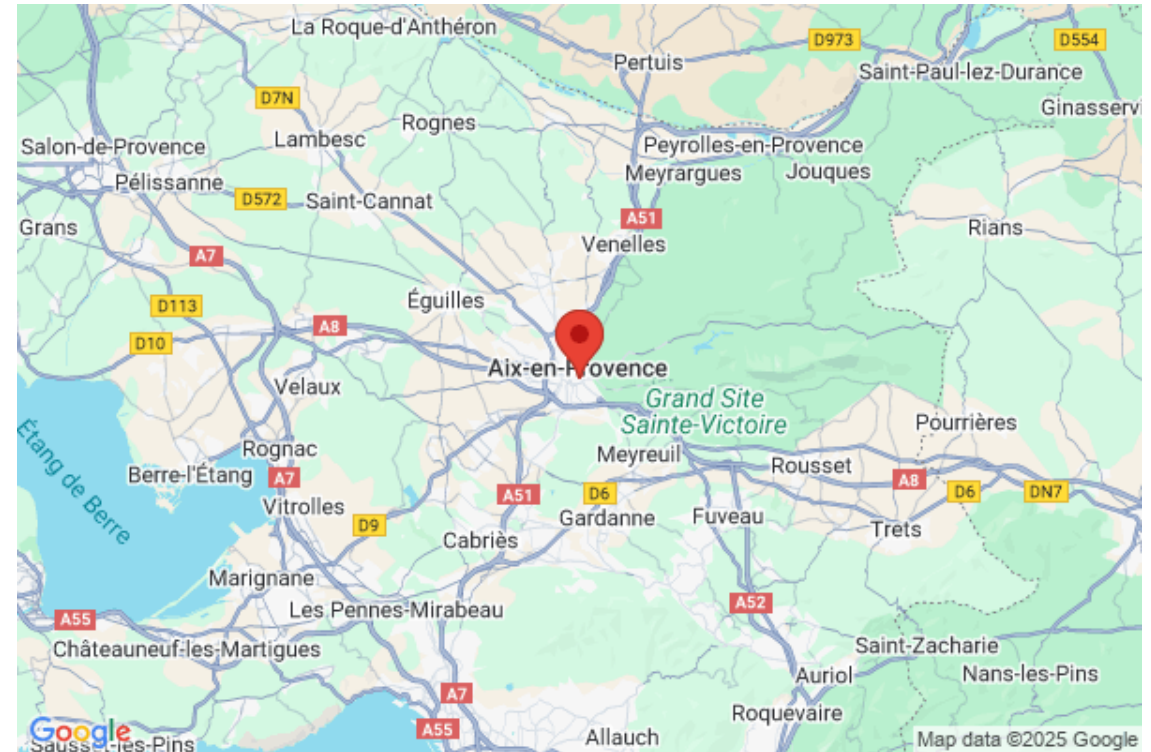 La Roque-d'Anthéron
D973
D554
Pertuis
Saint-Paul-lez-Durance
D7N
Ginasservi
Rognes
Lambesc
Salon-de-Provence
Peyrolles-en-Provence
Pélissanne
Meyrargues
Jouques
D572
Saint-Cannat
Grans
A51
Rians
Venelles
A7
Éguilles
D113
A8
D10
Aix-en-Provence
Velaux
Grand Site
Sainte-Victoire
Étang de Berre
Pourrières
Rognac
Meyreuil
Berre-l'Étang
A7
Rousset
A8
A51
D6
D6
DN7
Vitrolles
D9
Gardanne
Fuveau
Trets
Cabriès
Marignane
Les Pennes-Mirabeau
A52
A55
Châteauneuf-les-Martigues
Saint-Zacharie
Auriol
Nans-les-Pins
A7
Roquevaire
A55
Google
Allauch
Sausset-les-Pins
Map data ©2025 Google